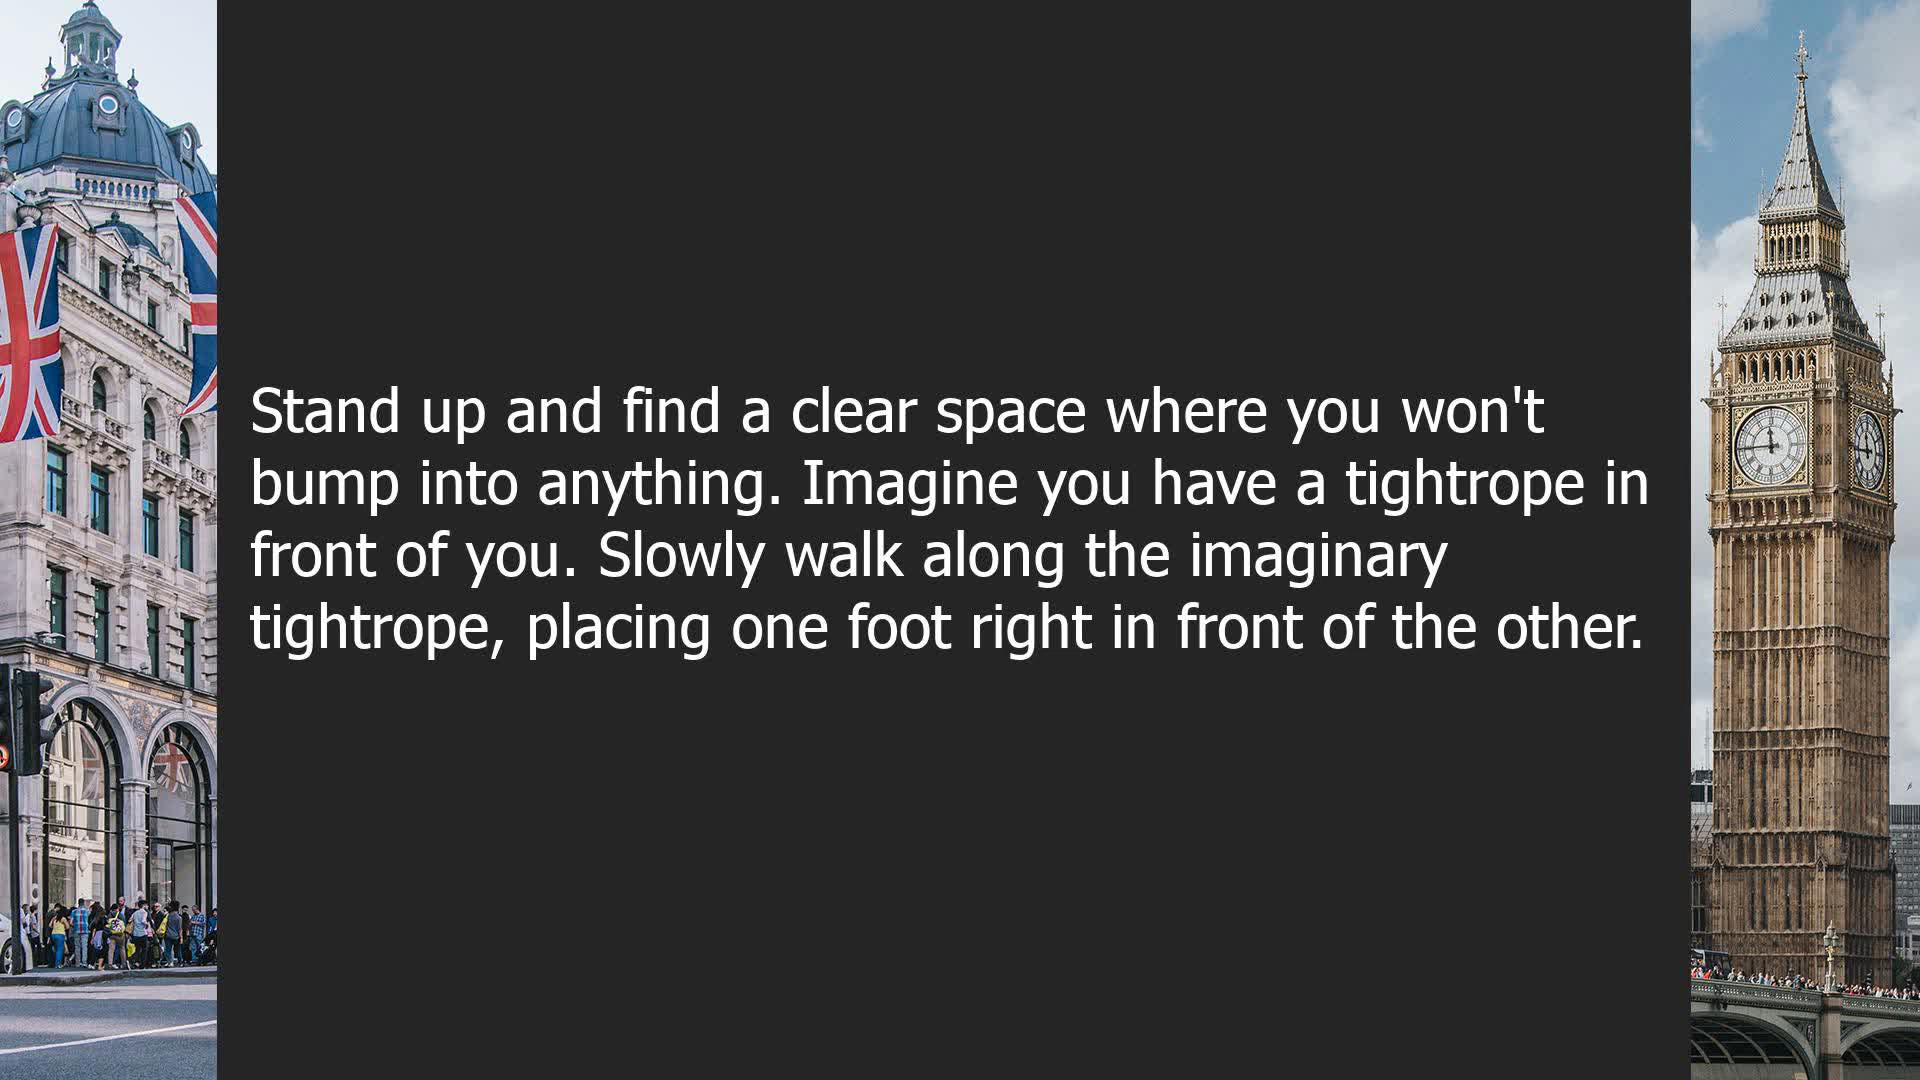 Stand up and find a clear space where you won't
bump into anything. Imagine you have a tightrope in
front of you. Slowly walk along the imaginary
tightrope, placing one foot right in front of the other.